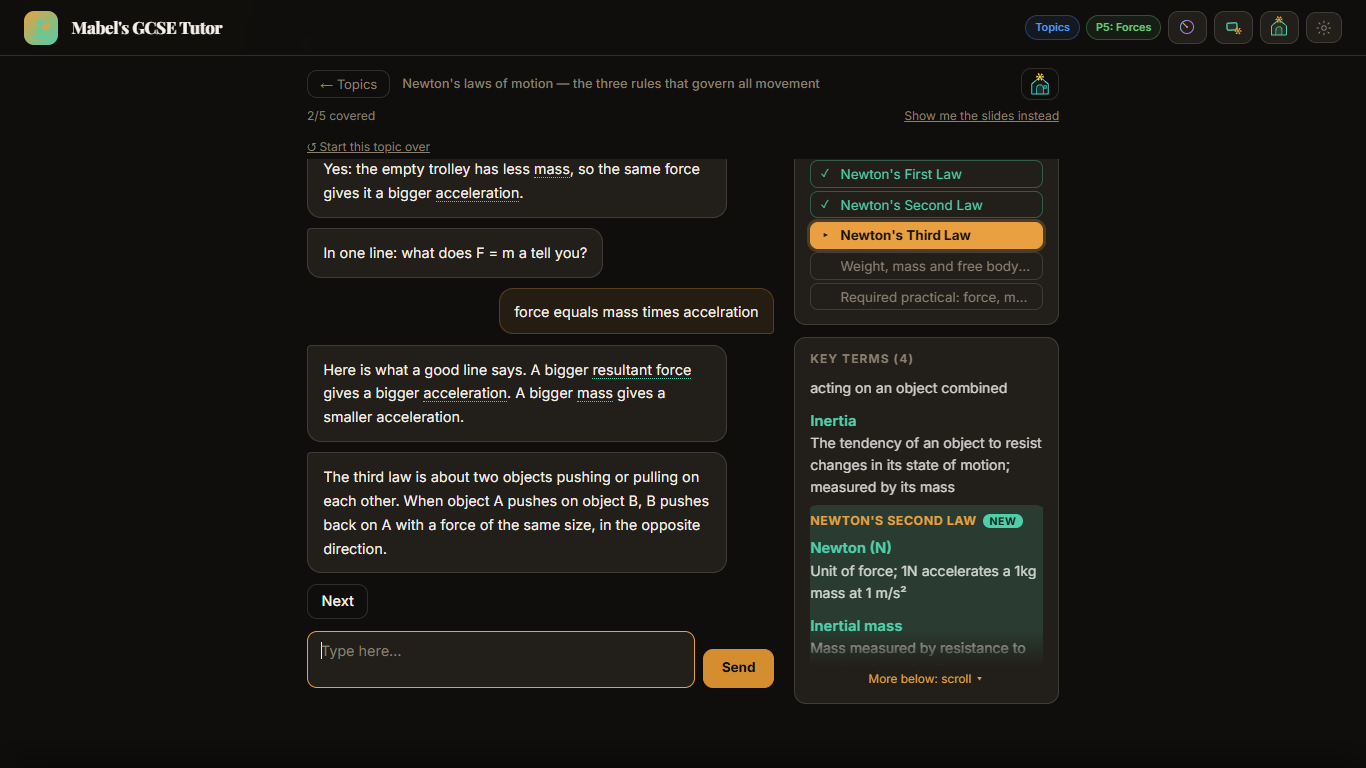 Mabel's GCSE Tutor
Topics
P5: Forces
← Topics
Newton's laws of motion — the three rules that govern all movement
2/5 covered
Show me the slides instead
↺ Start this topic over
Yes: the empty trolley has less mass, so the same force
gives it a bigger acceleration.
In one line: what does F = m a tell you?
force equals mass times accelration
Here is what a good line says. A bigger resultant force
gives a bigger acceleration. A bigger mass gives a
smaller acceleration.
The third law is about two objects pushing or pulling on
each other. When object A pushes on object B, B pushes
back on A with a force of the same size, in the opposite
direction.
Next
Type here...
Send
✓ Newton's First Law
✓ Newton's Second Law
▸ Newton's Third Law
Weight, mass and free body...
Required practical: force, m...
KEY TERMS (4)
acting on an object combined
Inertia
The tendency of an object to resist
changes in its state of motion;
measured by its mass
NEWTON'S SECOND LAW NEW
Newton (N)
Unit of force; 1N accelerates a 1kg
mass at 1 m/s²
Inertial mass
Mass measured by resistance to
More below: scroll ▾